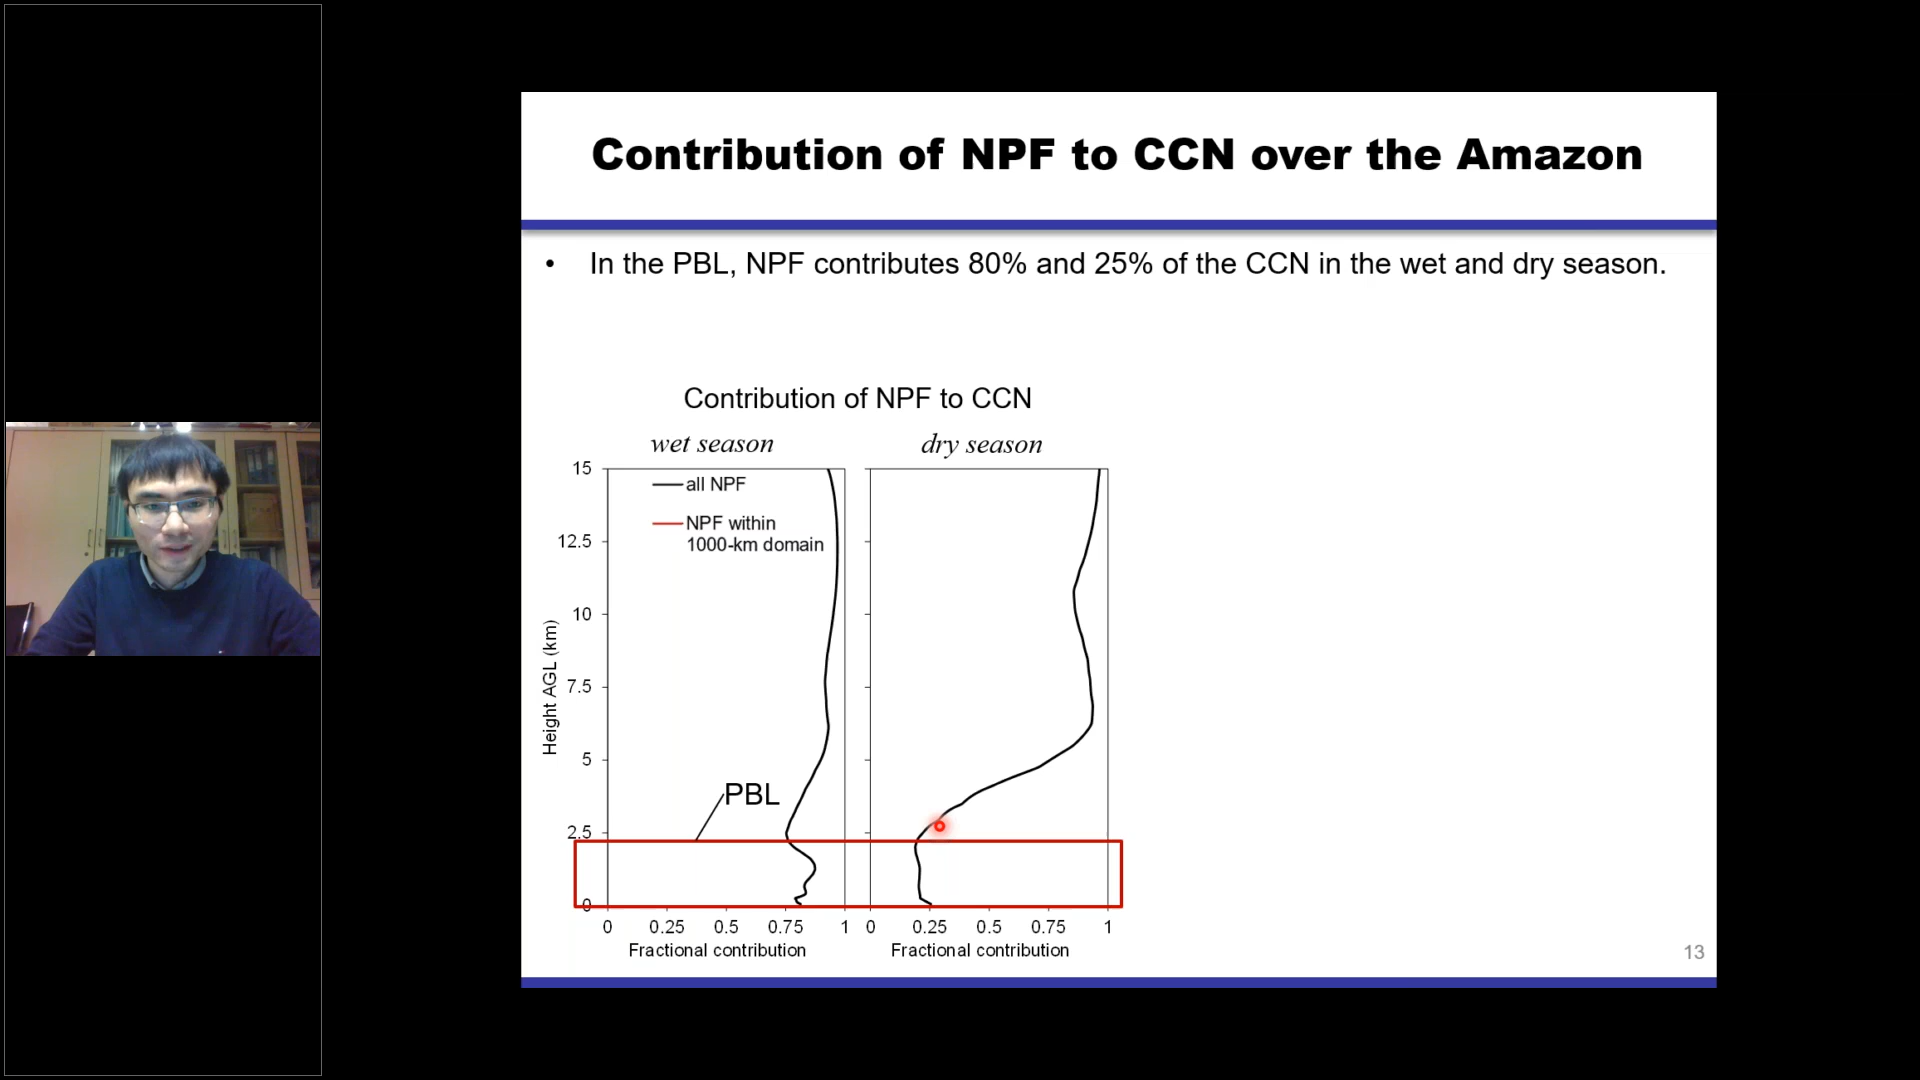 Contribution of NPF to CCN over the Amazon
• In the PBL, NPF contributes 80% and 25% of the CCN in the wet and dry season.
Contribution of NPF to CCN
wet season
dry season
all NPF
NPF within
1000-km domain
15
12.5
10
7.5
5
2.5
0
Height AGL (km)
PBL
0 0.25 0.5 0.75 1
0 0.25 0.5 0.75 1
Fractional contribution
Fractional contribution
13